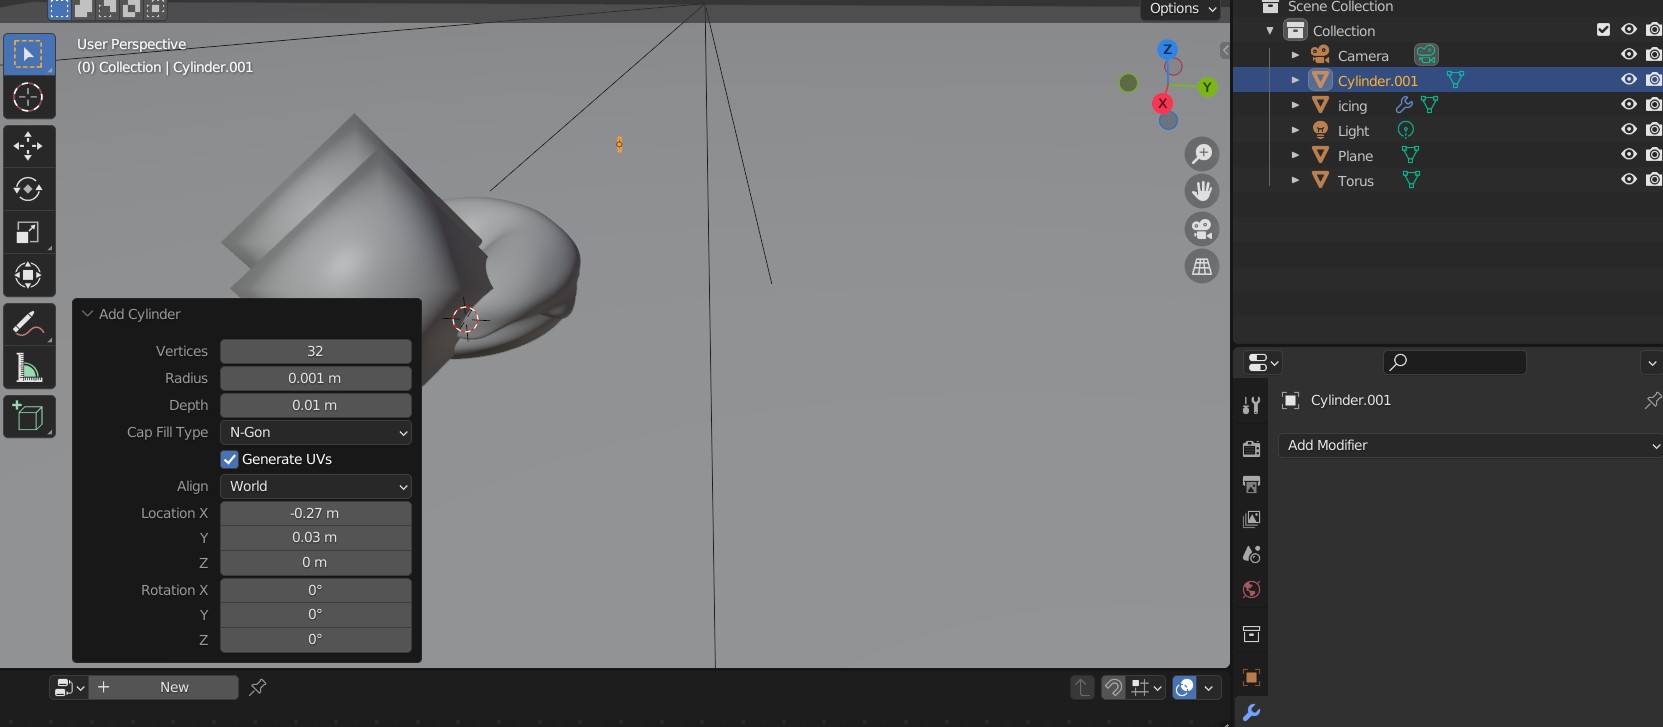 Options
User Perspective
(0) Collection | Cylinder.001
Z
Y
X
Add Cylinder
Vertices 32
Radius 0.001 m
Depth 0.01 m
Cap Fill Type N-Gon
Generate UVs
Align World
Location X -0.27 m
Y 0.03 m
Z 0 m
Rotation X 0°
Y 0°
Z 0°
New
Scene Collection
Collection
Camera
Cylinder.001
icing
Light
Plane
Torus
Cylinder.001
Add Modifier